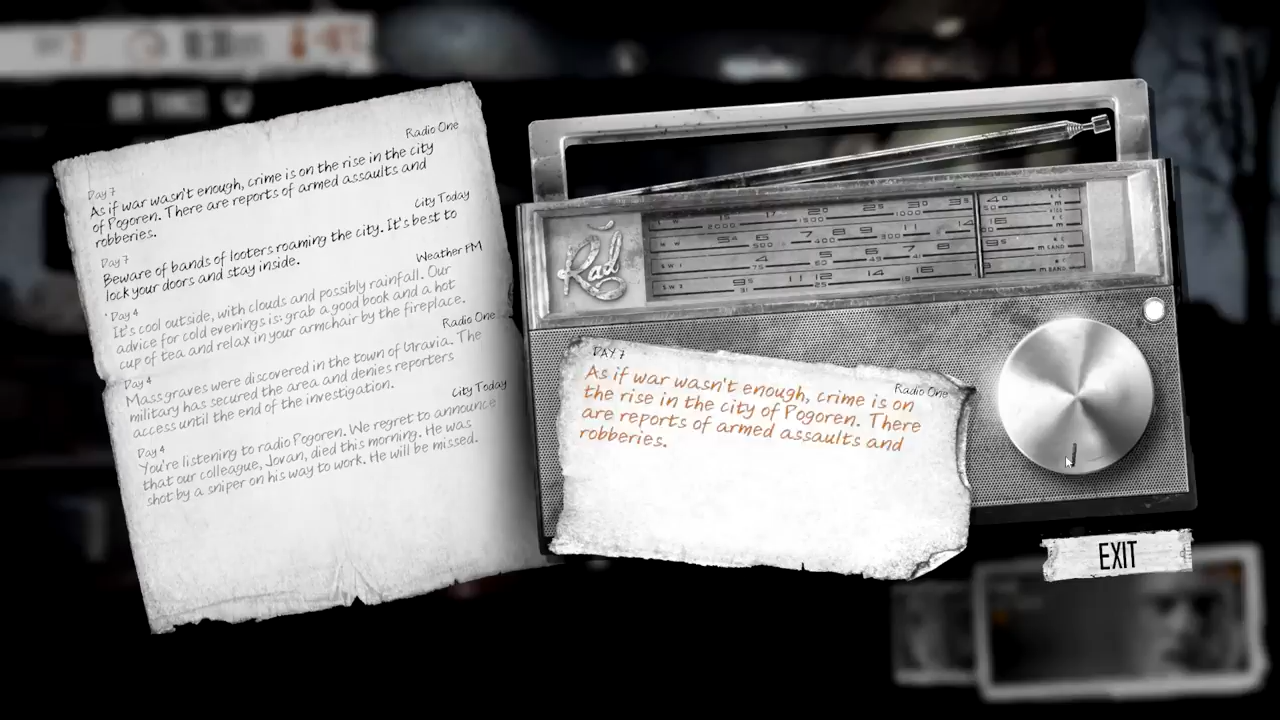 Radio One
Day 7
As if war wasn't enough, crime is on the rise in the city
of Pogoren. There are reports of armed assaults and
robberies.
City Today
Day 7
Beware of bands of looters roaming the city. It's best to
lock your doors and stay inside.
Weather FM
Day 4
It's cool outside, with clouds and possibly rainfall. Our
advice for cold evenings is: grab a good book and a hot
cup of tea and relax in your armchair by the fireplace.
Radio One
Day 4
Mass graves were discovered in the town of Gravia. The
military has secured the area and denies reporters
access until the end of the investigation.
City Today
Day 4
You're listening to radio Pogoren. We regret to announce
that our colleague, Jovan, died this morning. He was
shot by a sniper on his way to work. He will be missed.
Rad
DAY 7
Radio One
As if war wasn't enough, crime is on
the rise in the city of Pogoren. There
are reports of armed assaults and
robberies.
EXIT